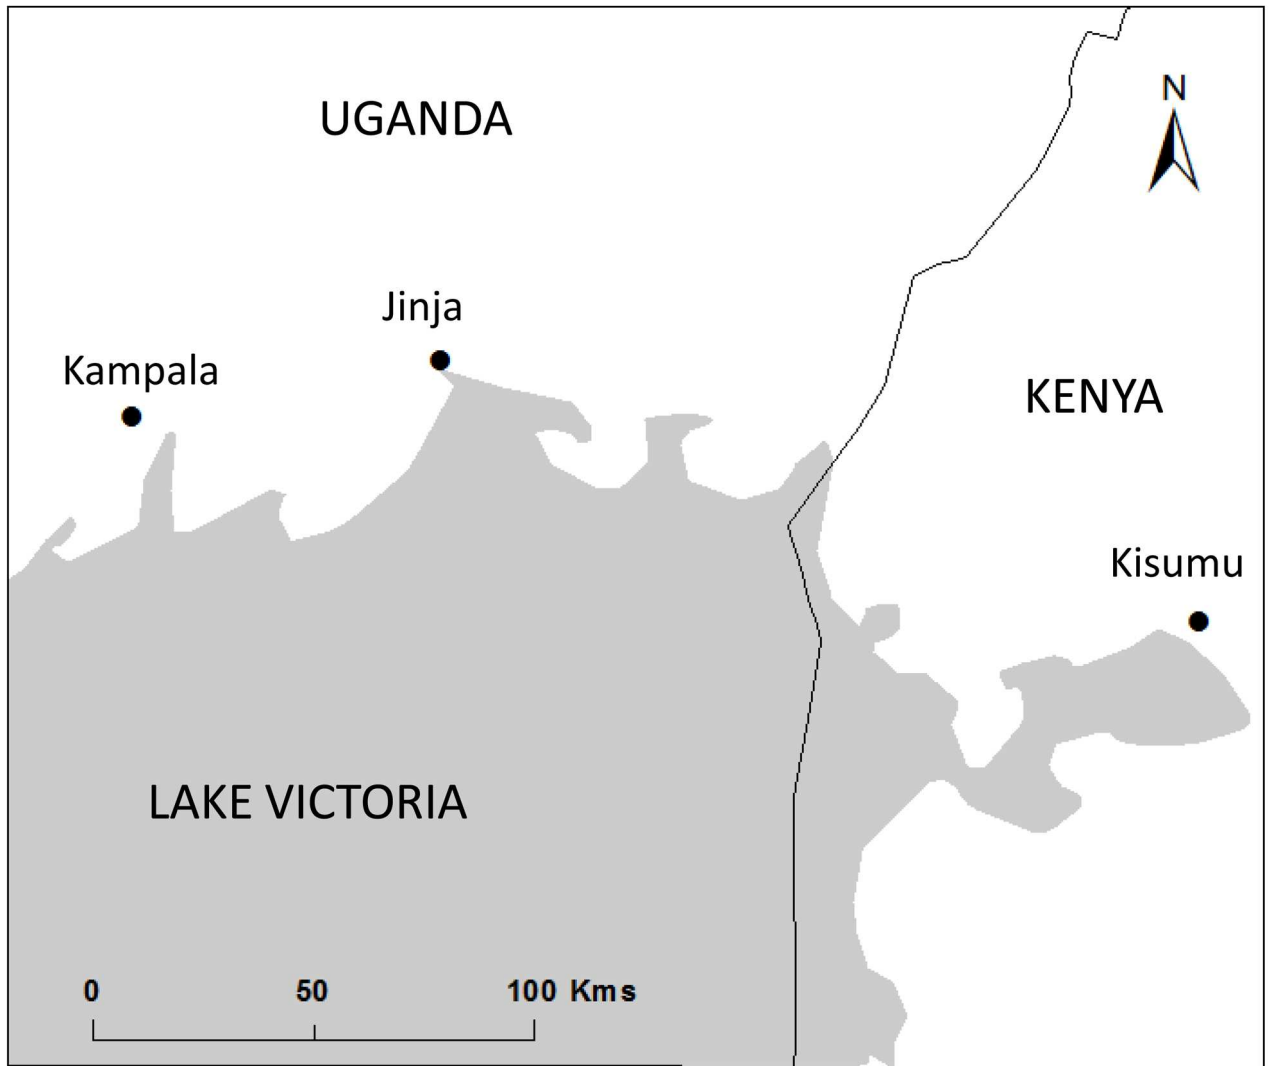 N
UGANDA
Jinja
Kampala
KENYA
Kisumu
LAKE VICTORIA
0 50 100 Kms